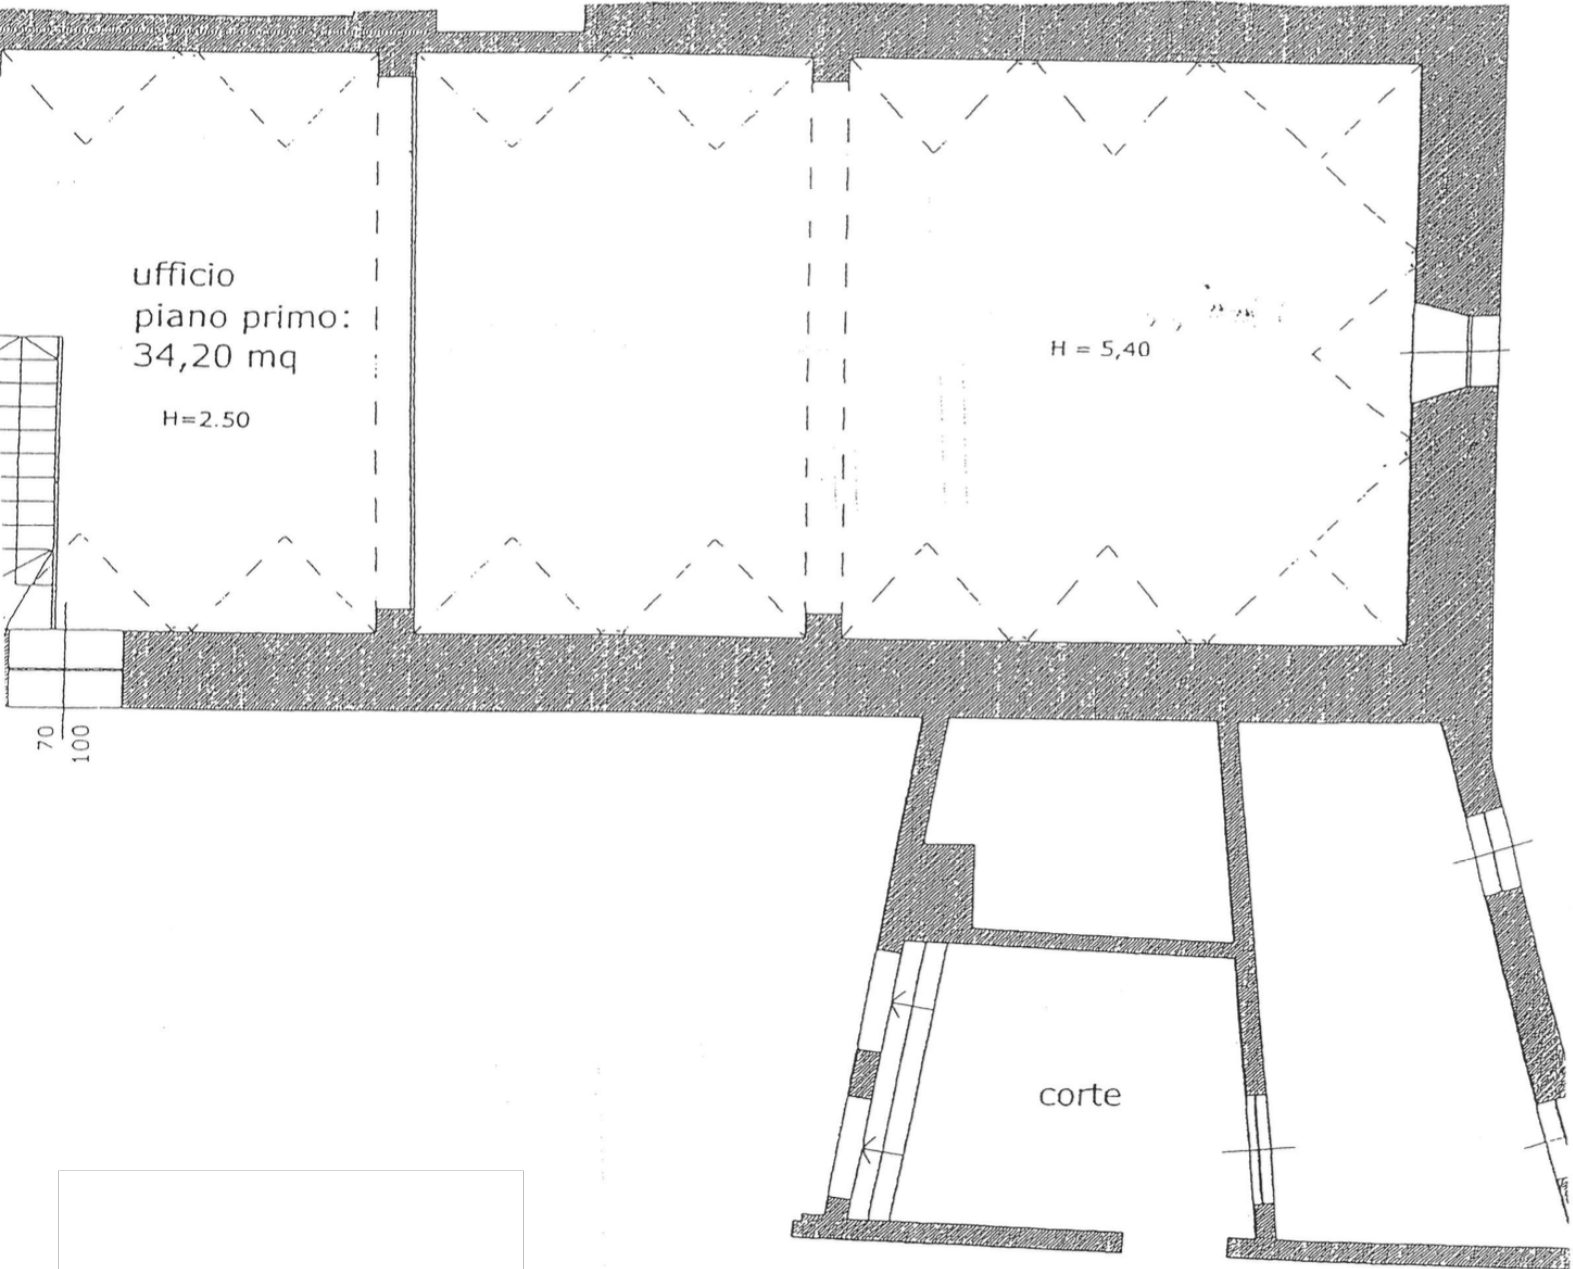 ufficio
piano primo:
34,20 mq
H=2.50
H = 5,40
70
100
corte